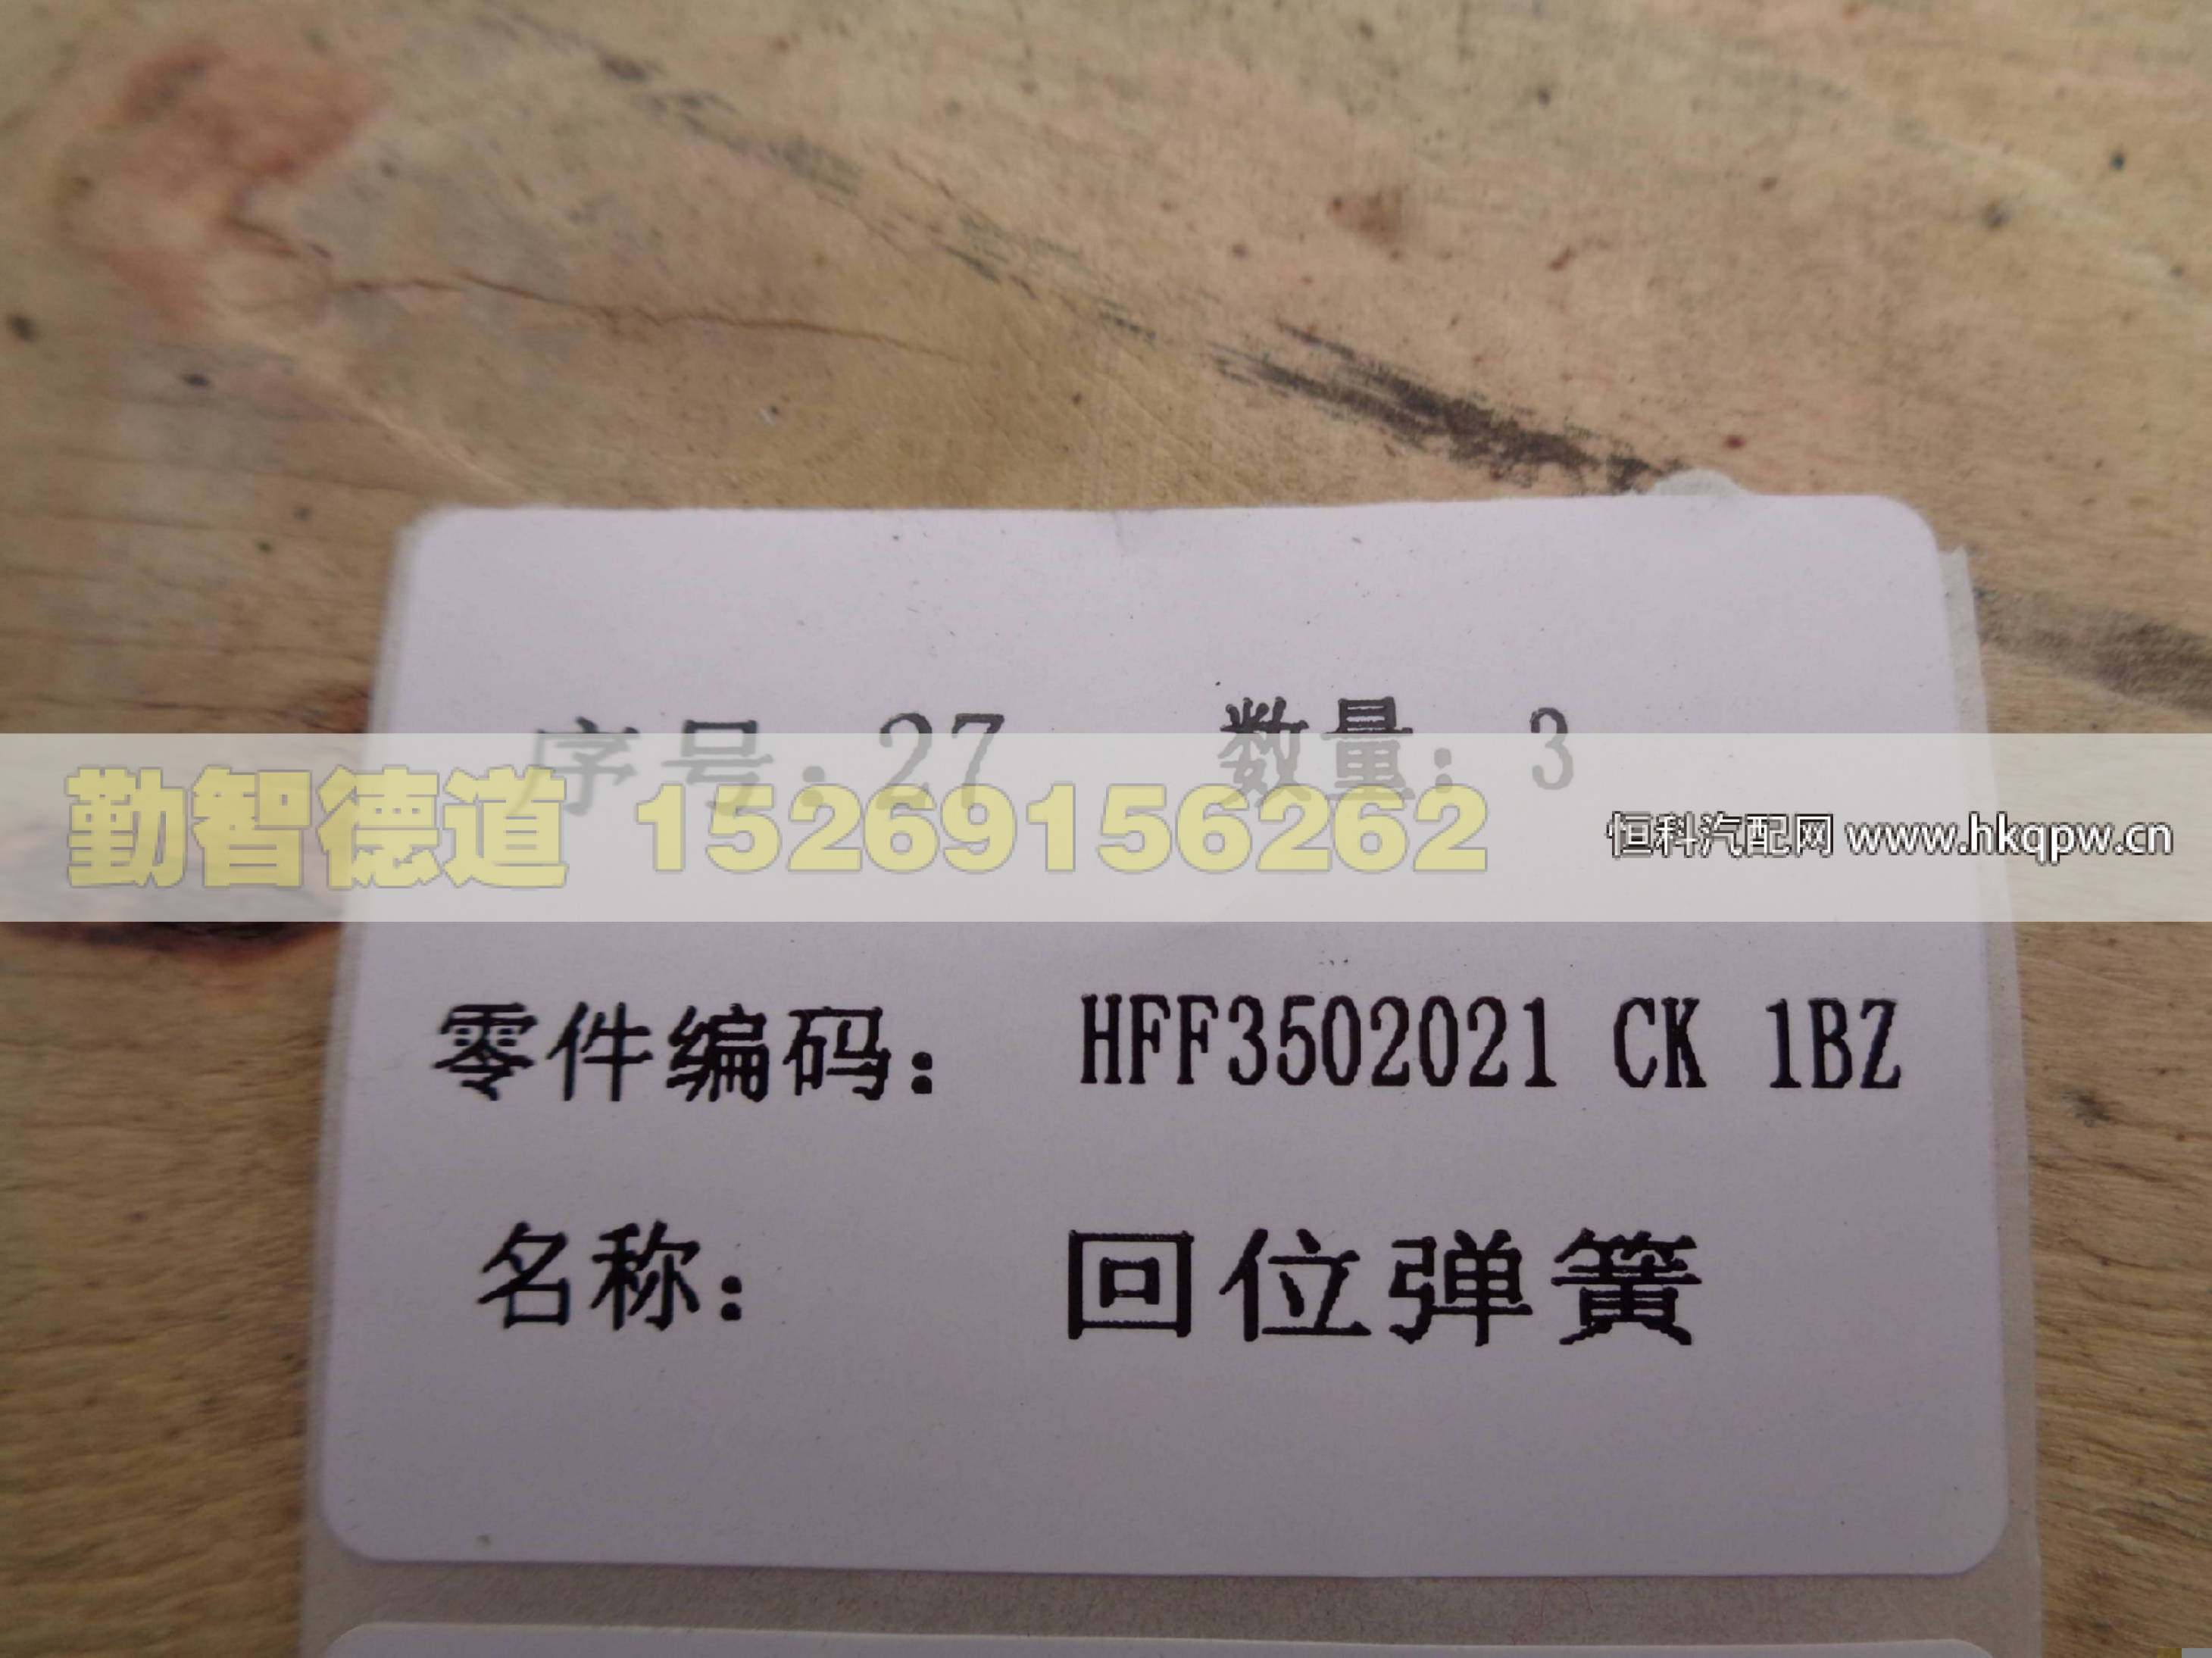 序号：27 数量：3
勤智德道 15269156262
恒科汽配网 www.hkqpw.cn
零件编码： HFF3502021 CK 1BZ
名称： 回位弹簧